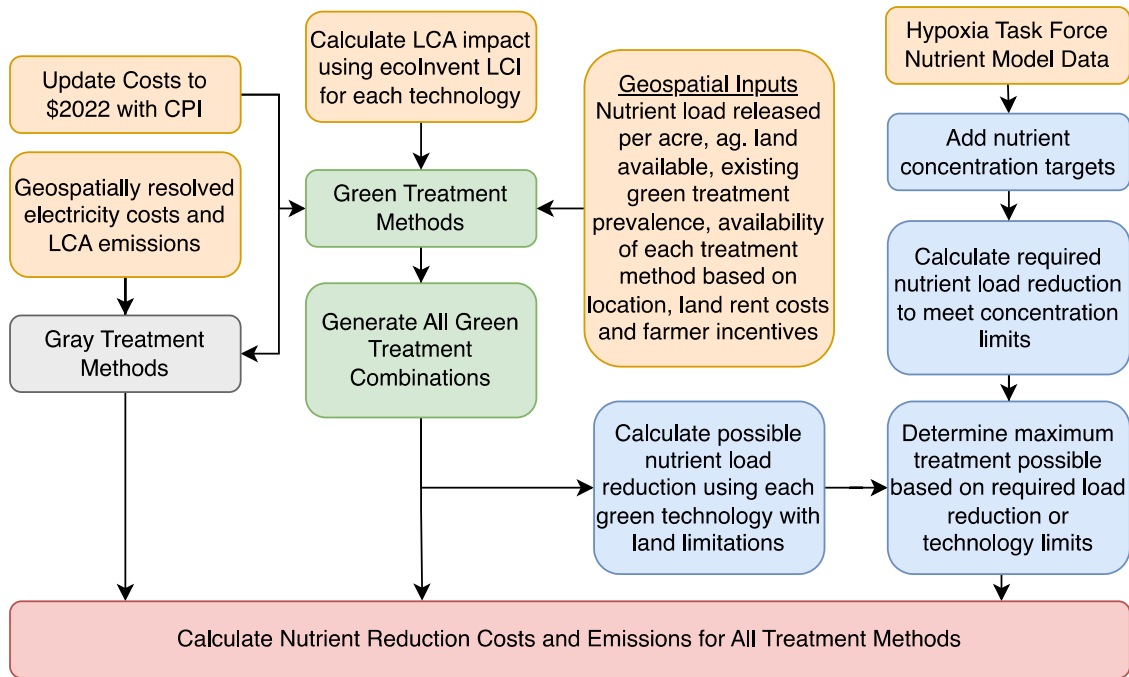 Update Costs to
$2022 with CPI
Calculate LCA impact
using ecoInvent LCI
for each technology
Geospatial Inputs
Nutrient load released
per acre, ag. land
available, existing
green treatment
prevalence, availability
of each treatment
method based on
location, land rent costs
and farmer incentives
Hypoxia Task Force
Nutrient Model Data
Add nutrient
concentration targets
Geospatially resolved
electricity costs and
LCA emissions
Green Treatment
Methods
Calculate required
nutrient load reduction
to meet concentration
limits
Gray Treatment
Methods
Generate All Green
Treatment
Combinations
Calculate possible
nutrient load
reduction using each
green technology with
land limitations
Determine maximum
treatment possible
based on required load
reduction or
technology limits
Calculate Nutrient Reduction Costs and Emissions for All Treatment Methods